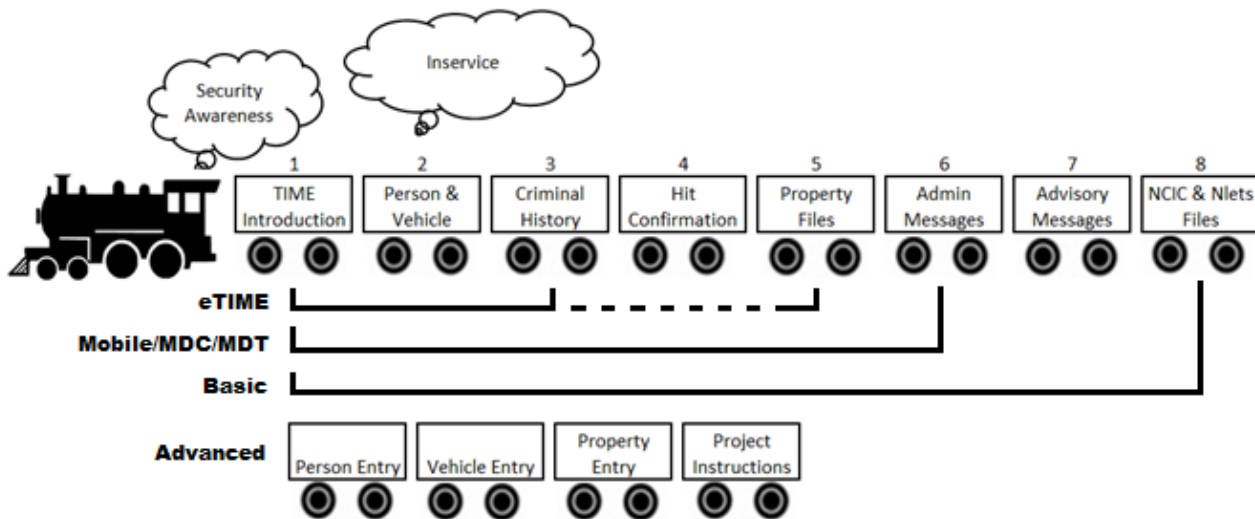 Security
Awareness
Inservice
1 2 3 4 5 6 7 8
TIME
Introduction
Person &
Vehicle
Criminal
History
Hit
Confirmation
Property
Files
Admin
Messages
Advisory
Messages
NCIC & Nlets
Files
eTIME
Mobile/MDC/MDT
Basic
Advanced
Person Entry
Vehicle Entry
Property
Entry
Project
Instructions